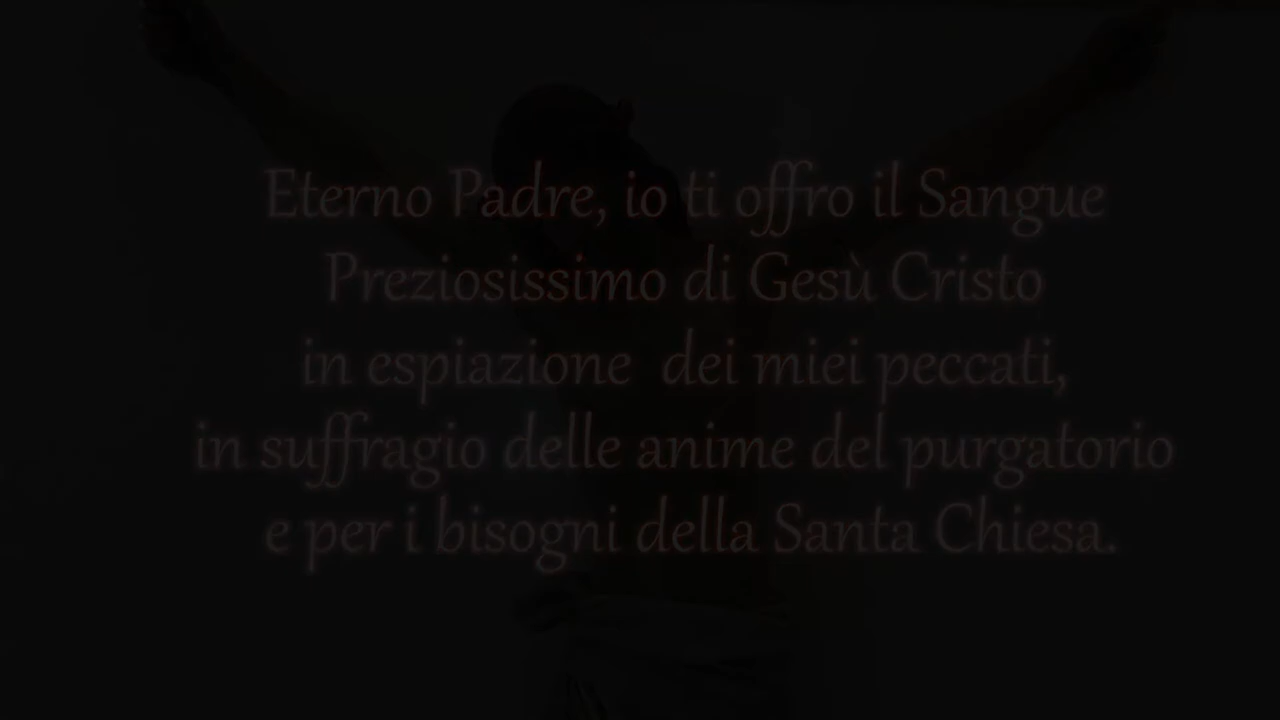 Eterno Padre, io ti offro il Sangue
Preziosissimo di Gesù Cristo
in espiazione dei miei peccati,
in suffragio delle anime del purgatorio
e per i bisogni della Santa Chiesa.